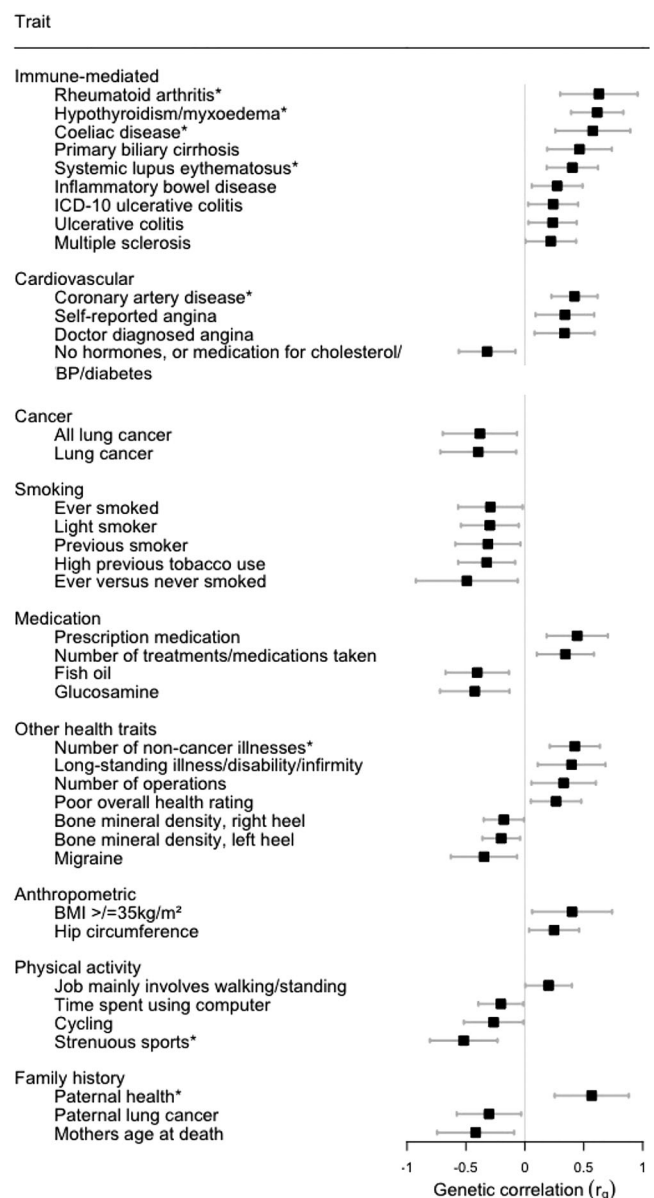 Trait
Immune-mediated
Rheumatoid arthritis*
Hypothyroidism/myxoedema*
Coeliac disease*
Primary biliary cirrhosis
Systemic lupus eythematosus*
Inflammatory bowel disease
ICD-10 ulcerative colitis
Ulcerative colitis
Multiple sclerosis
Cardiovascular
Coronary artery disease*
Self-reported angina
Doctor diagnosed angina
No hormones, or medication for cholesterol/
BP/diabetes
Cancer
All lung cancer
Lung cancer
Smoking
Ever smoked
Light smoker
Previous smoker
High previous tobacco use
Ever versus never smoked
Medication
Prescription medication
Number of treatments/medications taken
Fish oil
Glucosamine
Other health traits
Number of non-cancer illnesses*
Long-standing illness/disability/infirmity
Number of operations
Poor overall health rating
Bone mineral density, right heel
Bone mineral density, left heel
Migraine
Anthropometric
BMI >/=35kg/m²
Hip circumference
Physical activity
Job mainly involves walking/standing
Time spent using computer
Cycling
Strenuous sports*
Family history
Paternal health*
Paternal lung cancer
Mothers age at death
-1 -0.5 0 0.5 1
Genetic correlation (rg)